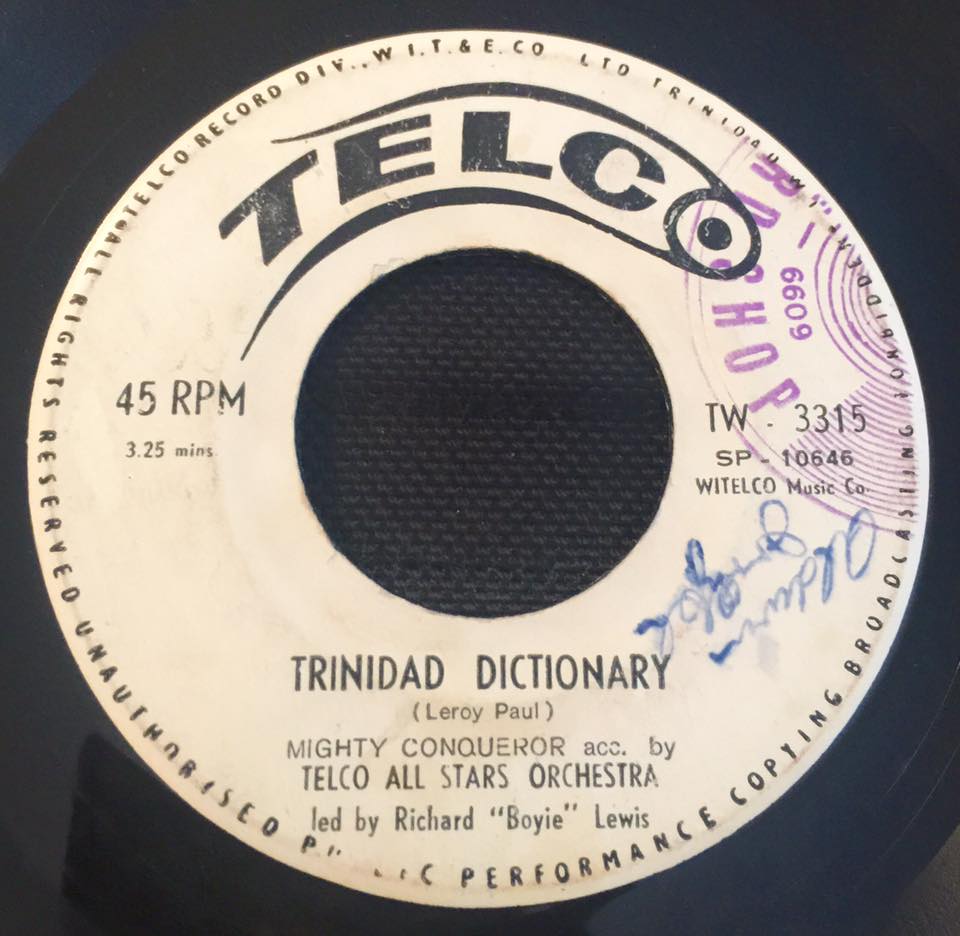 TELCO RECORD DIV., W.I.T. & E. CO LTD TRINIDAD W.I.
TELCO
6099
SHOP
45 RPM
3.25 mins.
TW - 3315
SP - 10646
WITELCO Music Co.
TRINIDAD DICTIONARY
(Leroy Paul)
MIGHTY CONQUEROR acc. by
TELCO ALL STARS ORCHESTRA
led by Richard "Boyie" Lewis
ALL RIGHTS RESERVED UNAUTHORISED PERFORMANCE COPYING BROADCASTING FORBIDDEN